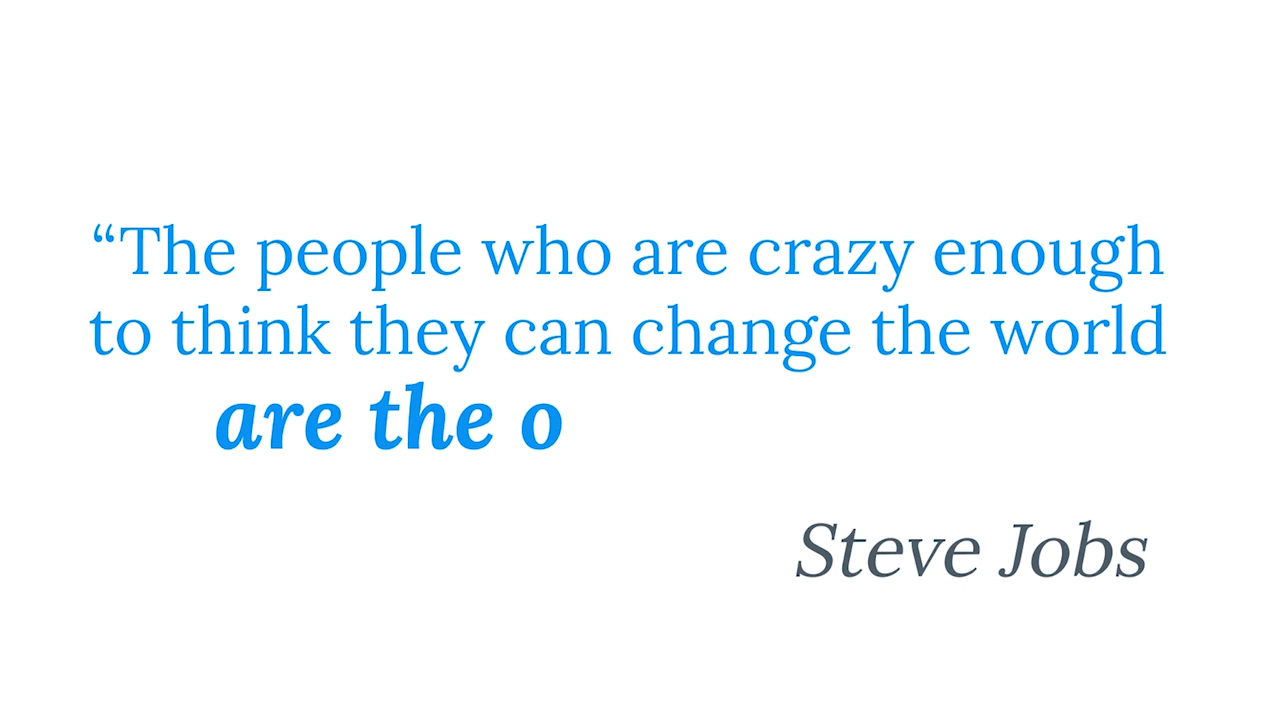 “The people who are crazy enough
to think they can change the world
are the o
Steve Jobs